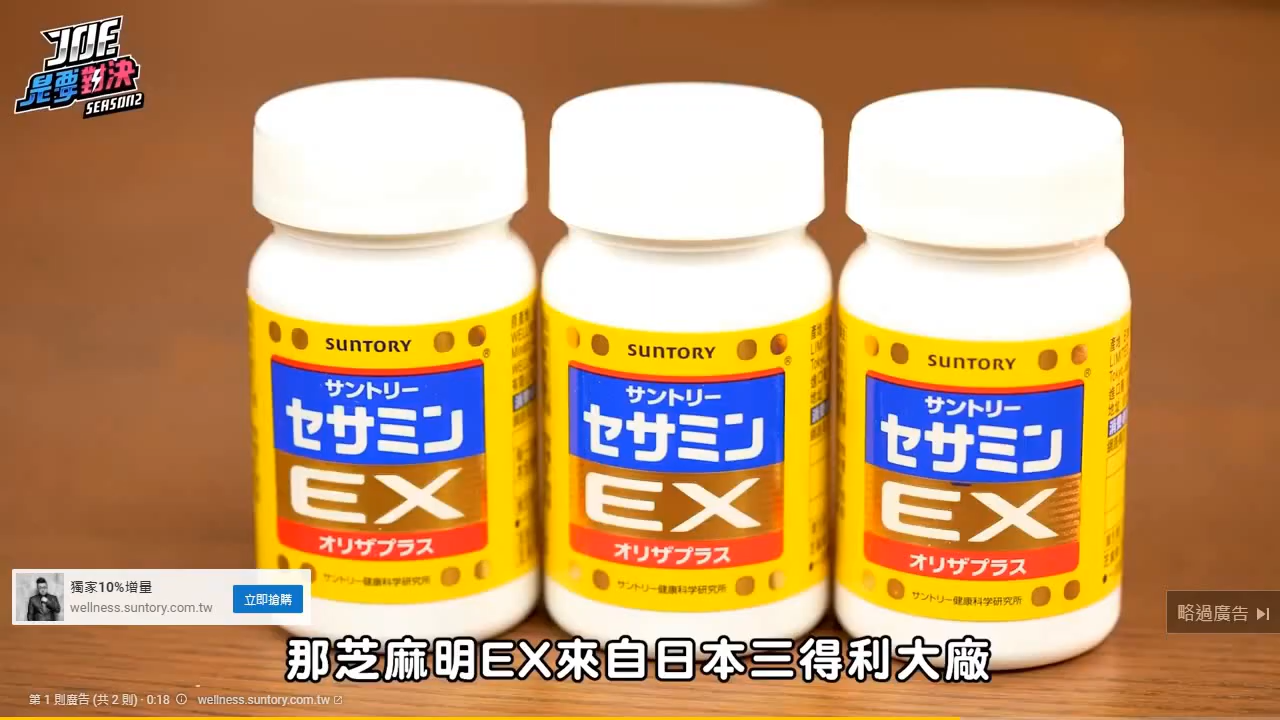 JOE
是要對決
SEASON2
SUNTORY
サントリー
セサミン
EX
オリザプラス
サントリー健康科学研究所
SUNTORY
サントリー
セサミン
EX
オリザプラス
サントリー健康科学研究所
SUNTORY
サントリー
セサミン
EX
オリザプラス
サントリー健康科学研究所
獨家10%增量
wellness.suntory.com.tw
立即搶購
略過廣告
那芝麻明EX來自日本三得利大廠
第 1 則廣告 (共 2 則) · 0:18 wellness.suntory.com.tw